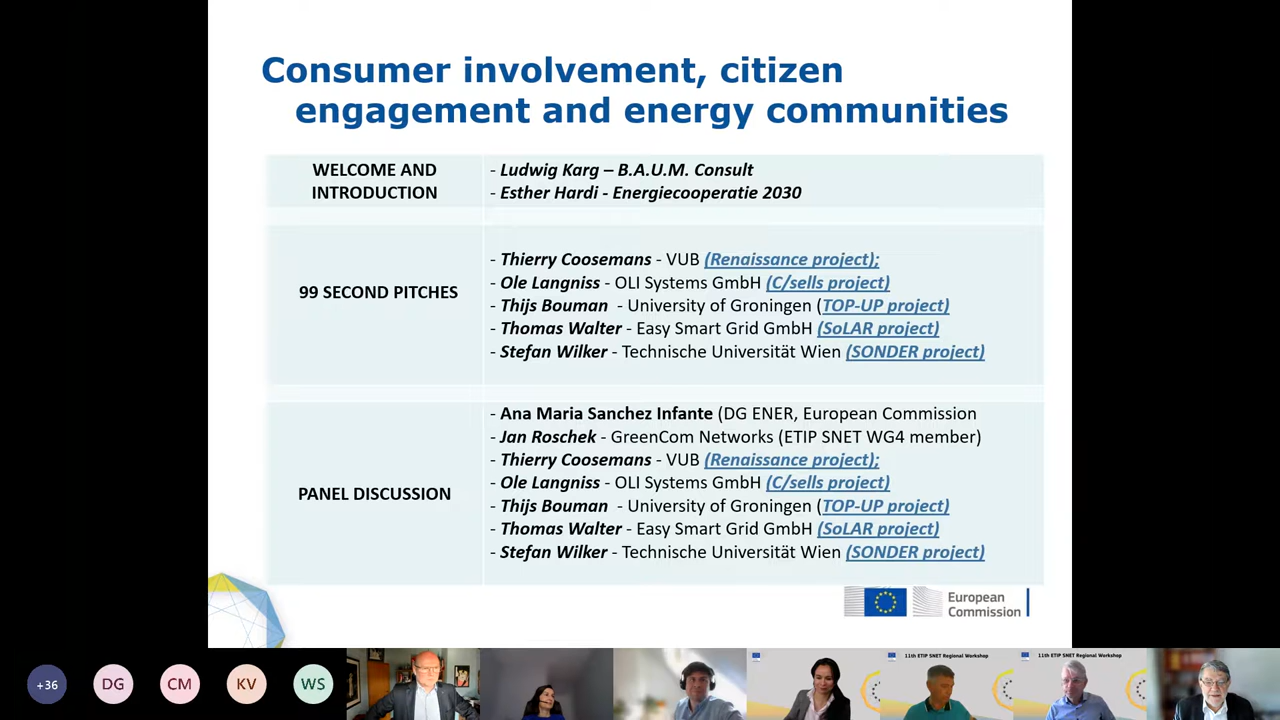 Consumer involvement, citizen
engagement and energy communities
WELCOME AND
INTRODUCTION
- Ludwig Karg – B.A.U.M. Consult
- Esther Hardi - Energiecooperatie 2030
99 SECOND PITCHES
- Thierry Coosemans - VUB (Renaissance project);
- Ole Langniss - OLI Systems GmbH (C/sells project)
- Thijs Bouman - University of Groningen (TOP-UP project)
- Thomas Walter - Easy Smart Grid GmbH (SoLAR project)
- Stefan Wilker - Technische Universität Wien (SONDER project)
PANEL DISCUSSION
- Ana Maria Sanchez Infante (DG ENER, European Commission
- Jan Roschek - GreenCom Networks (ETIP SNET WG4 member)
- Thierry Coosemans - VUB (Renaissance project);
- Ole Langniss - OLI Systems GmbH (C/sells project)
- Thijs Bouman - University of Groningen (TOP-UP project)
- Thomas Walter - Easy Smart Grid GmbH (SoLAR project)
- Stefan Wilker - Technische Universität Wien (SONDER project)
European
Commission
+36
DG
CM
KV
WS
11th ETIP SNET Regional Workshop
11th ETIP SNET Regional Workshop